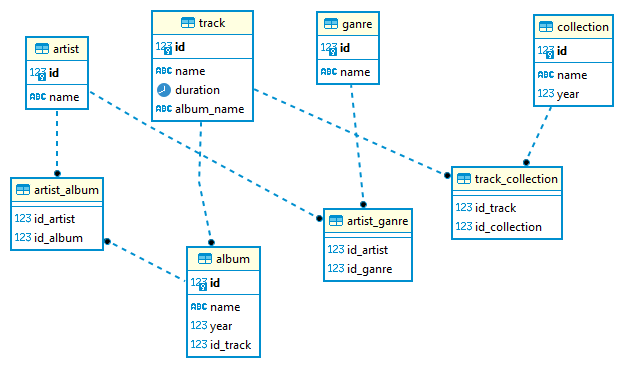 artist
123 id
ABC name
track
123 id
ABC name
duration
ABC album_name
ganre
123 id
ABC name
collection
123 id
ABC name
123 year
artist_album
123 id_artist
123 id_album
album
123 id
ABC name
123 year
123 id_track
artist_ganre
123 id_artist
123 id_ganre
track_collection
123 id_track
123 id_collection